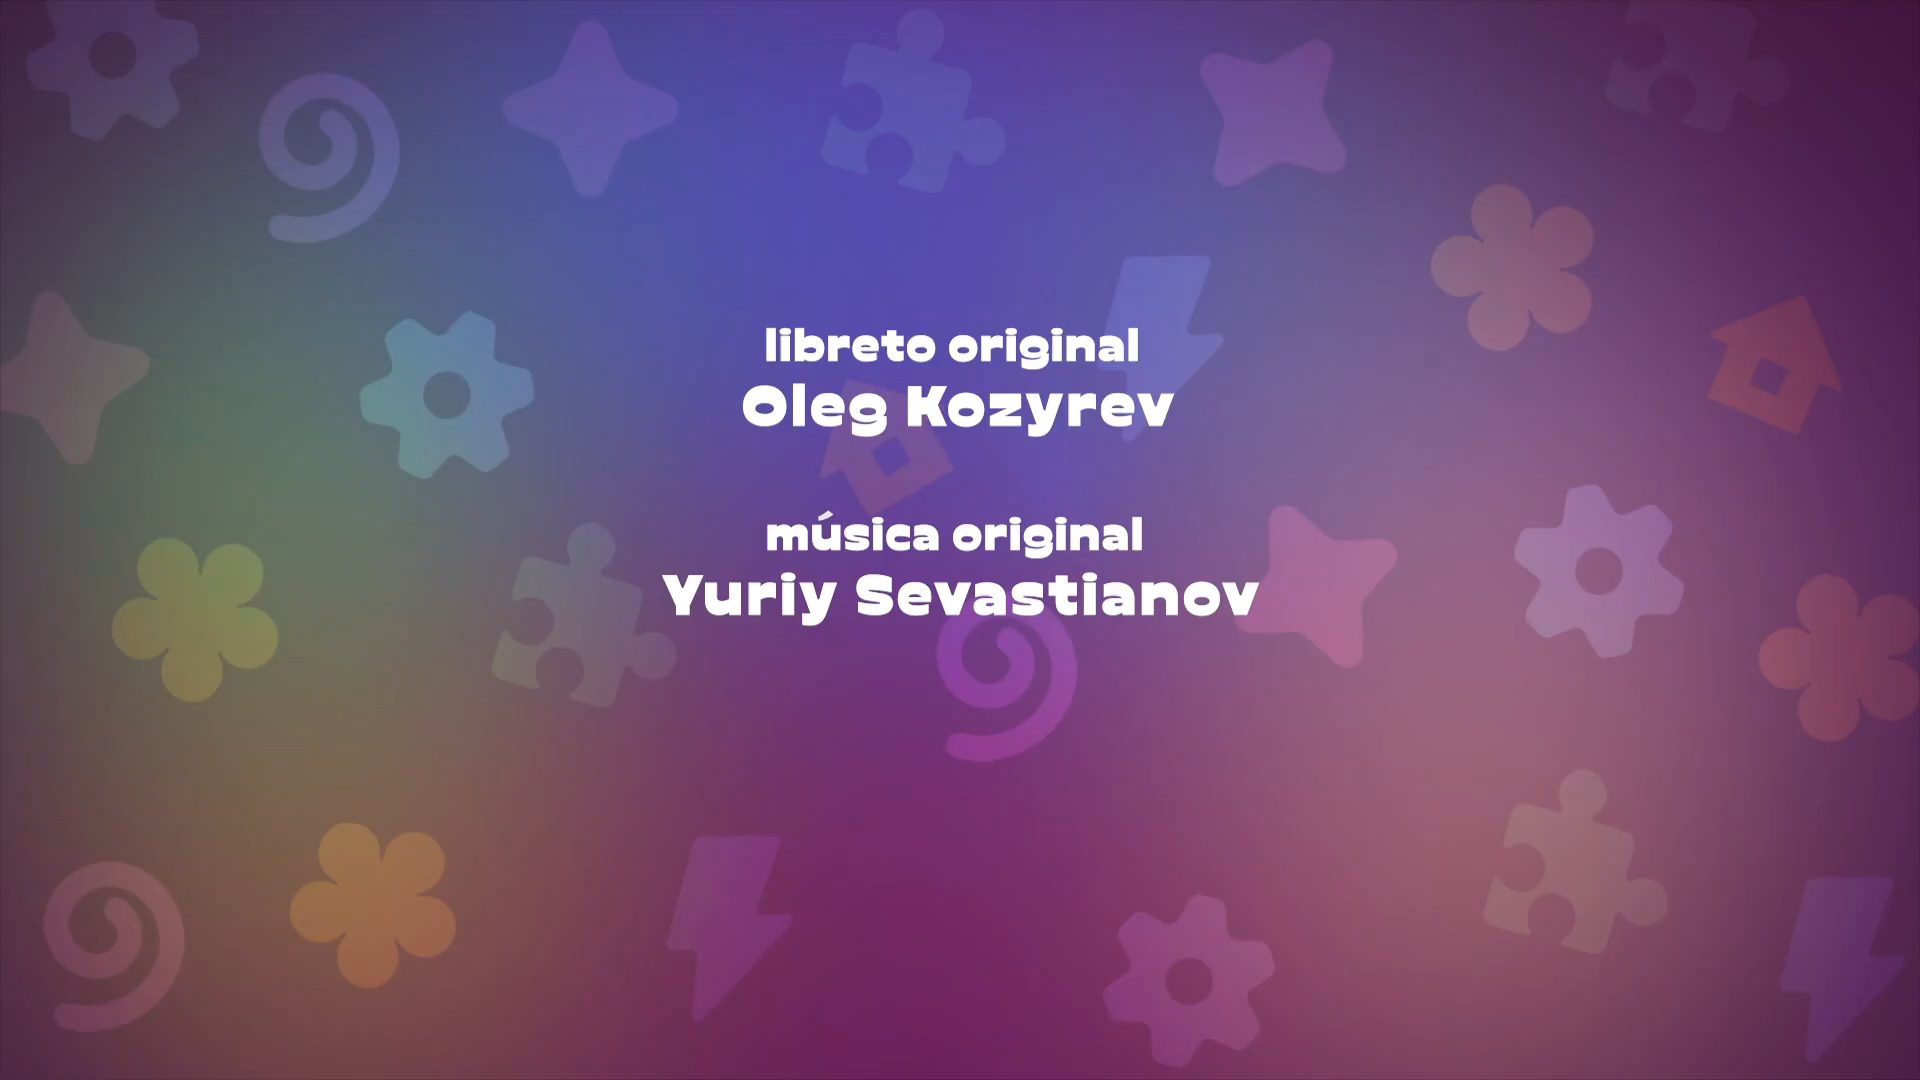 libreto original
Oleg Kozyrev
música original
Yuriy Sevastianov